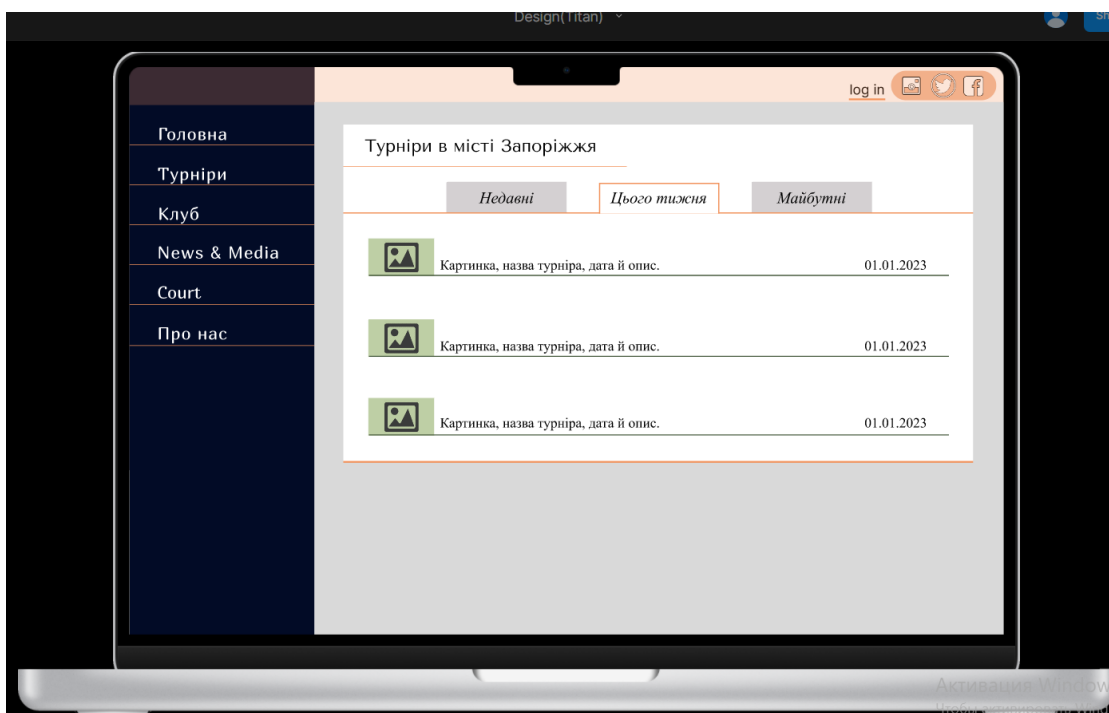 Design(Titan)
log in
Головна
Турніри
Клуб
News & Media
Court
Про нас
Турніри в місті Запоріжжя
Недавні Цього тижня Майбутні
Картинка, назва турніра, дата й опис. 01.01.2023
Картинка, назва турніра, дата й опис. 01.01.2023
Картинка, назва турніра, дата й опис. 01.01.2023
Активация Window